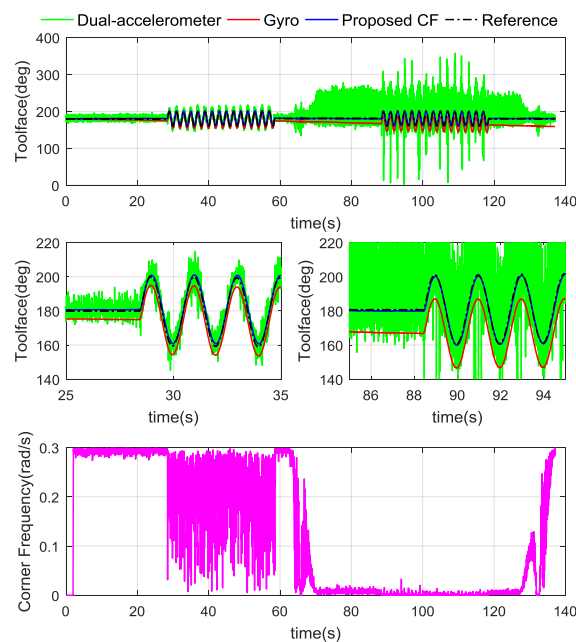 Dual-accelerometer Gyro Proposed CF Reference
Toolface(deg)
400
300
200
100
0
0 20 40 60 80 100 120 140
time(s)
Toolface(deg)
220
200
180
160
140
25 30 35
time(s)
Toolface(deg)
220
200
180
160
140
86 88 90 92 94
time(s)
Corner Frequency(rad/s)
0.3
0.2
0.1
0
0 20 40 60 80 100 120 140
time(s)